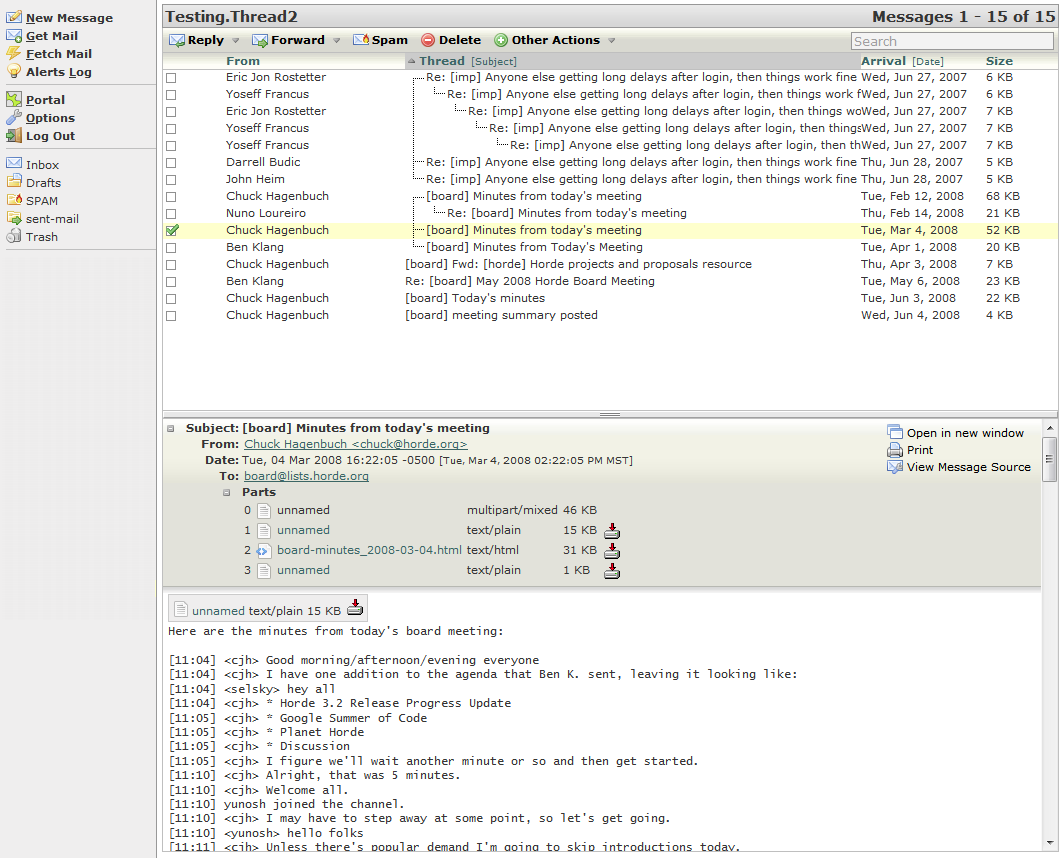 New Message
Get Mail
Fetch Mail
Alerts Log
Portal
Options
Log Out
Inbox
Drafts
SPAM
sent-mail
Trash
Testing.Thread2 Messages 1 - 15 of 15
Reply Forward Spam Delete Other Actions Search
From Thread [Subject] Arrival [Date] Size
Eric Jon Rostetter Re: [imp] Anyone else getting long delays after login, then things work fine Wed, Jun 27, 2007 6 KB
Yoseff Francus Re: [imp] Anyone else getting long delays after login, then things work f Wed, Jun 27, 2007 6 KB
Eric Jon Rostetter Re: [imp] Anyone else getting long delays after login, then things wo Wed, Jun 27, 2007 7 KB
Yoseff Francus Re: [imp] Anyone else getting long delays after login, then things Wed, Jun 27, 2007 7 KB
Yoseff Francus Re: [imp] Anyone else getting long delays after login, then th Wed, Jun 27, 2007 7 KB
Darrell Budic Re: [imp] Anyone else getting long delays after login, then things work fine Thu, Jun 28, 2007 5 KB
John Heim Re: [imp] Anyone else getting long delays after login, then things work fine Thu, Jun 28, 2007 5 KB
Chuck Hagenbuch [board] Minutes from today's meeting Tue, Feb 12, 2008 68 KB
Nuno Loureiro Re: [board] Minutes from today's meeting Thu, Feb 14, 2008 21 KB
Chuck Hagenbuch [board] Minutes from today's meeting Tue, Mar 4, 2008 52 KB
Ben Klang [board] Minutes from Today's Meeting Tue, Apr 1, 2008 20 KB
Chuck Hagenbuch [board] Fwd: [horde] Horde projects and proposals resource Thu, Apr 3, 2008 7 KB
Ben Klang Re: [board] May 2008 Horde Board Meeting Tue, May 6, 2008 23 KB
Chuck Hagenbuch [board] Today's minutes Tue, Jun 3, 2008 22 KB
Chuck Hagenbuch [board] meeting summary posted Wed, Jun 4, 2008 4 KB
Subject: [board] Minutes from today's meeting
From: Chuck Hagenbuch <chuck@horde.org>
Date: Tue, 04 Mar 2008 16:22:05 -0500 [Tue, Mar 4, 2008 02:22:05 PM MST]
To: board@lists.horde.org
Open in new window
Print
View Message Source
Parts
0 unnamed multipart/mixed 46 KB
1 unnamed text/plain 15 KB
2 board-minutes_2008-03-04.html text/html 31 KB
3 unnamed text/plain 1 KB
unnamed text/plain 15 KB
Here are the minutes from today's board meeting:
[11:04] <cjh> Good morning/afternoon/evening everyone
[11:04] <cjh> I have one addition to the agenda that Ben K. sent, leaving it looking like:
[11:04] <selsky> hey all
[11:04] <cjh> * Horde 3.2 Release Progress Update
[11:05] <cjh> * Google Summer of Code
[11:05] <cjh> * Planet Horde
[11:05] <cjh> * Discussion
[11:05] <cjh> I figure we'll wait another minute or so and then get started.
[11:10] <cjh> Alright, that was 5 minutes.
[11:10] <cjh> Welcome all.
[11:10] yunosh joined the channel.
[11:10] <cjh> I may have to step away at some point, so let's get going.
[11:10] <yunosh> hello folks
[11:11] <cjh> Unless there's popular demand I'm going to skip introductions today.